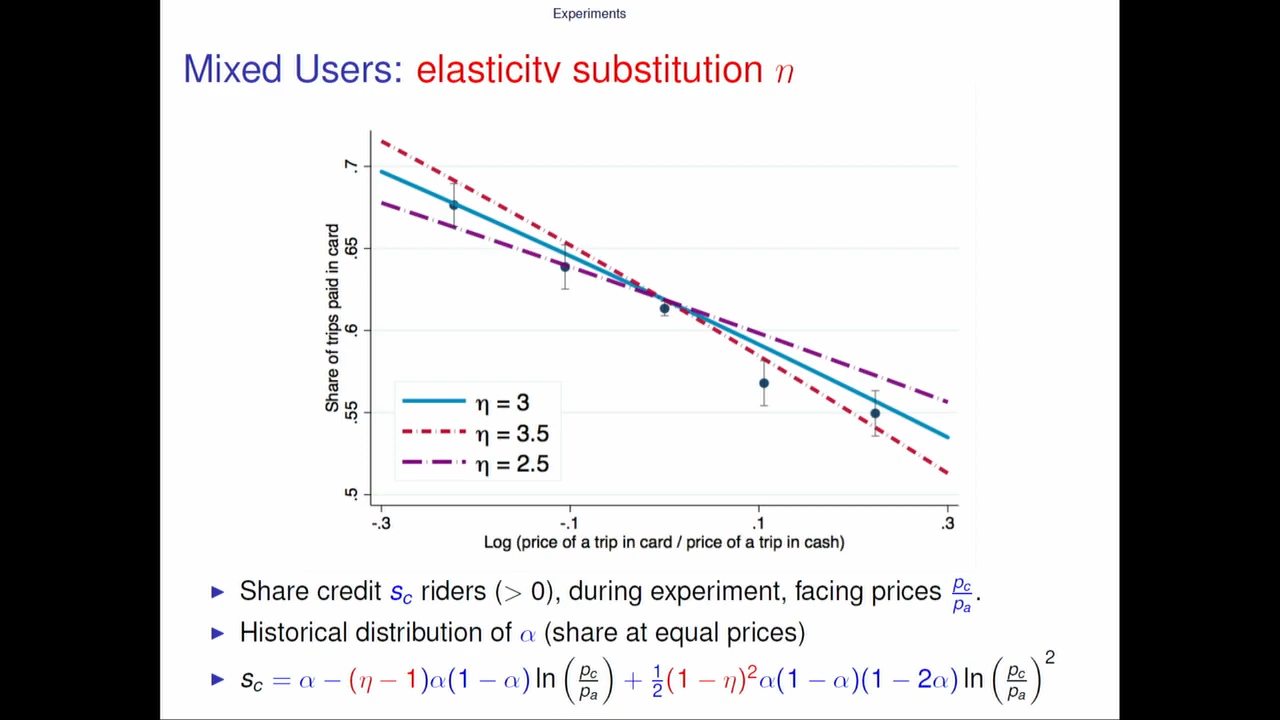 Experiments
Mixed Users: elasticity substitution η
Share of trips paid in card
.7
.65
.6
.55
.5
η = 3
η = 3.5
η = 2.5
-.3 -.1 .1 .3
Log (price of a trip in card / price of a trip in cash)
▶ Share credit s_c riders (> 0), during experiment, facing prices p_c/p_a.
▶ Historical distribution of α (share at equal prices)
▶ s_c = α − (η − 1)α(1 − α) ln (p_c/p_a) + 1/2(1 − η)²α(1 − α)(1 − 2α) ln (p_c/p_a)²